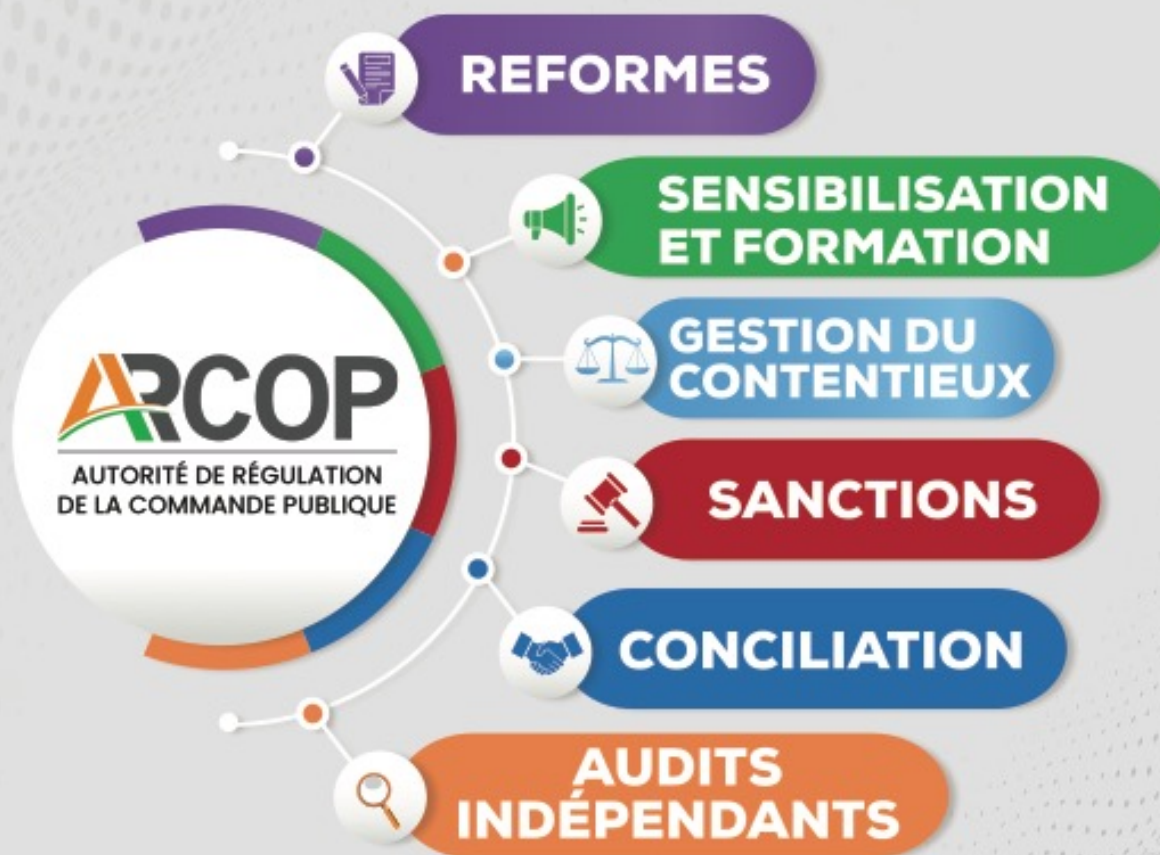 REFORMES
SENSIBILISATION
ET FORMATION
GESTION DU
CONTENTIEUX
ARCOP
AUTORITÉ DE RÉGULATION
DE LA COMMANDE PUBLIQUE
SANCTIONS
CONCILIATION
AUDITS
INDÉPENDANTS